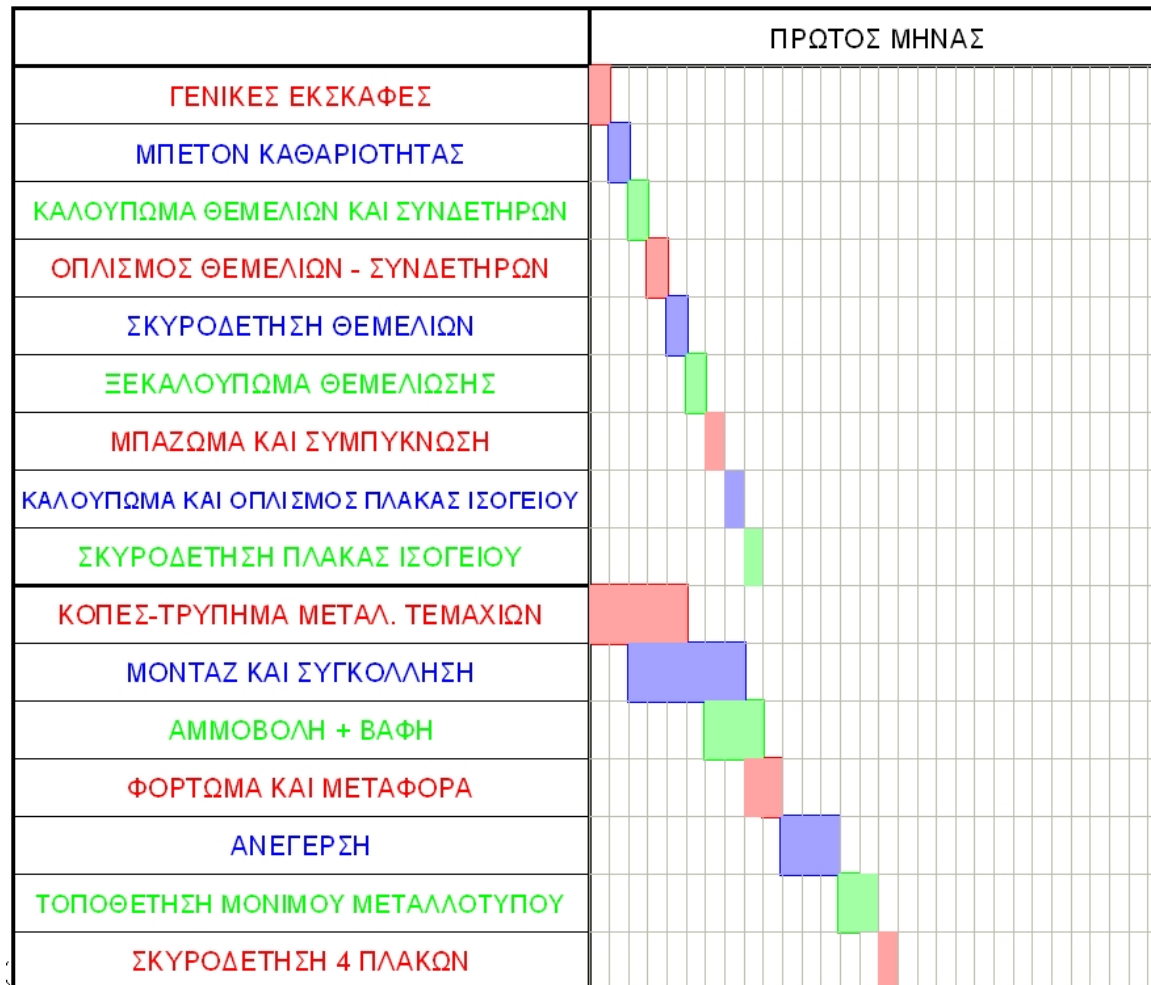 ΠΡΩΤΟΣ ΜΗΝΑΣ
ΓΕΝΙΚΕΣ ΕΚΣΚΑΦΕΣ
ΜΠΕΤΟΝ ΚΑΘΑΡΙΟΤΗΤΑΣ
ΚΑΛΟΥΠΩΜΑ ΘΕΜΕΛΙΩΝ ΚΑΙ ΣΥΝΔΕΤΗΡΩΝ
ΟΠΛΙΣΜΟΣ ΘΕΜΕΛΙΩΝ - ΣΥΝΔΕΤΗΡΩΝ
ΣΚΥΡΟΔΕΤΗΣΗ ΘΕΜΕΛΙΩΝ
ΞΕΚΑΛΟΥΠΩΜΑ ΘΕΜΕΛΙΩΣΗΣ
ΜΠΑΖΩΜΑ ΚΑΙ ΣΥΜΠΥΚΝΩΣΗ
ΚΑΛΟΥΠΩΜΑ ΚΑΙ ΟΠΛΙΣΜΟΣ ΠΛΑΚΑΣ ΙΣΟΓΕΙΟΥ
ΣΚΥΡΟΔΕΤΗΣΗ ΠΛΑΚΑΣ ΙΣΟΓΕΙΟΥ
ΚΟΠΕΣ-ΤΡΥΠΗΜΑ ΜΕΤΑΛ. ΤΕΜΑΧΙΩΝ
ΜΟΝΤΑΖ ΚΑΙ ΣΥΓΚΟΛΛΗΣΗ
ΑΜΜΟΒΟΛΗ + ΒΑΦΗ
ΦΟΡΤΩΜΑ ΚΑΙ ΜΕΤΑΦΟΡΑ
ΑΝΕΓΕΡΣΗ
ΤΟΠΟΘΕΤΗΣΗ ΜΟΝΙΜΟΥ ΜΕΤΑΛΛΟΤΥΠΟΥ
ΣΚΥΡΟΔΕΤΗΣΗ 4 ΠΛΑΚΩΝ